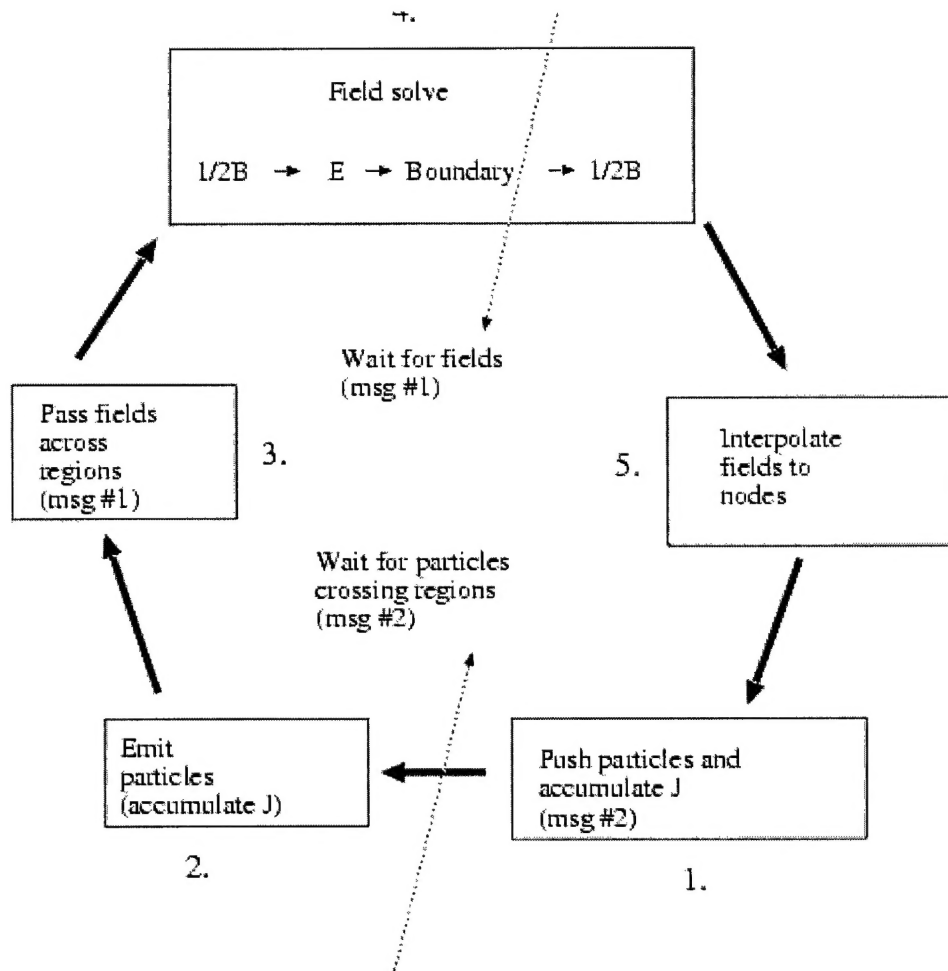 4.
Field solve
1/2B → E → Boundary → 1/2B
Wait for fields
(msg #1)
Pass fields
across
regions
(msg #1)
3.
5.
Interpolate
fields to
nodes
Wait for particles
crossing regions
(msg #2)
Emit
particles
(accumulate J)
2.
Push particles and
accumulate J
(msg #2)
1.